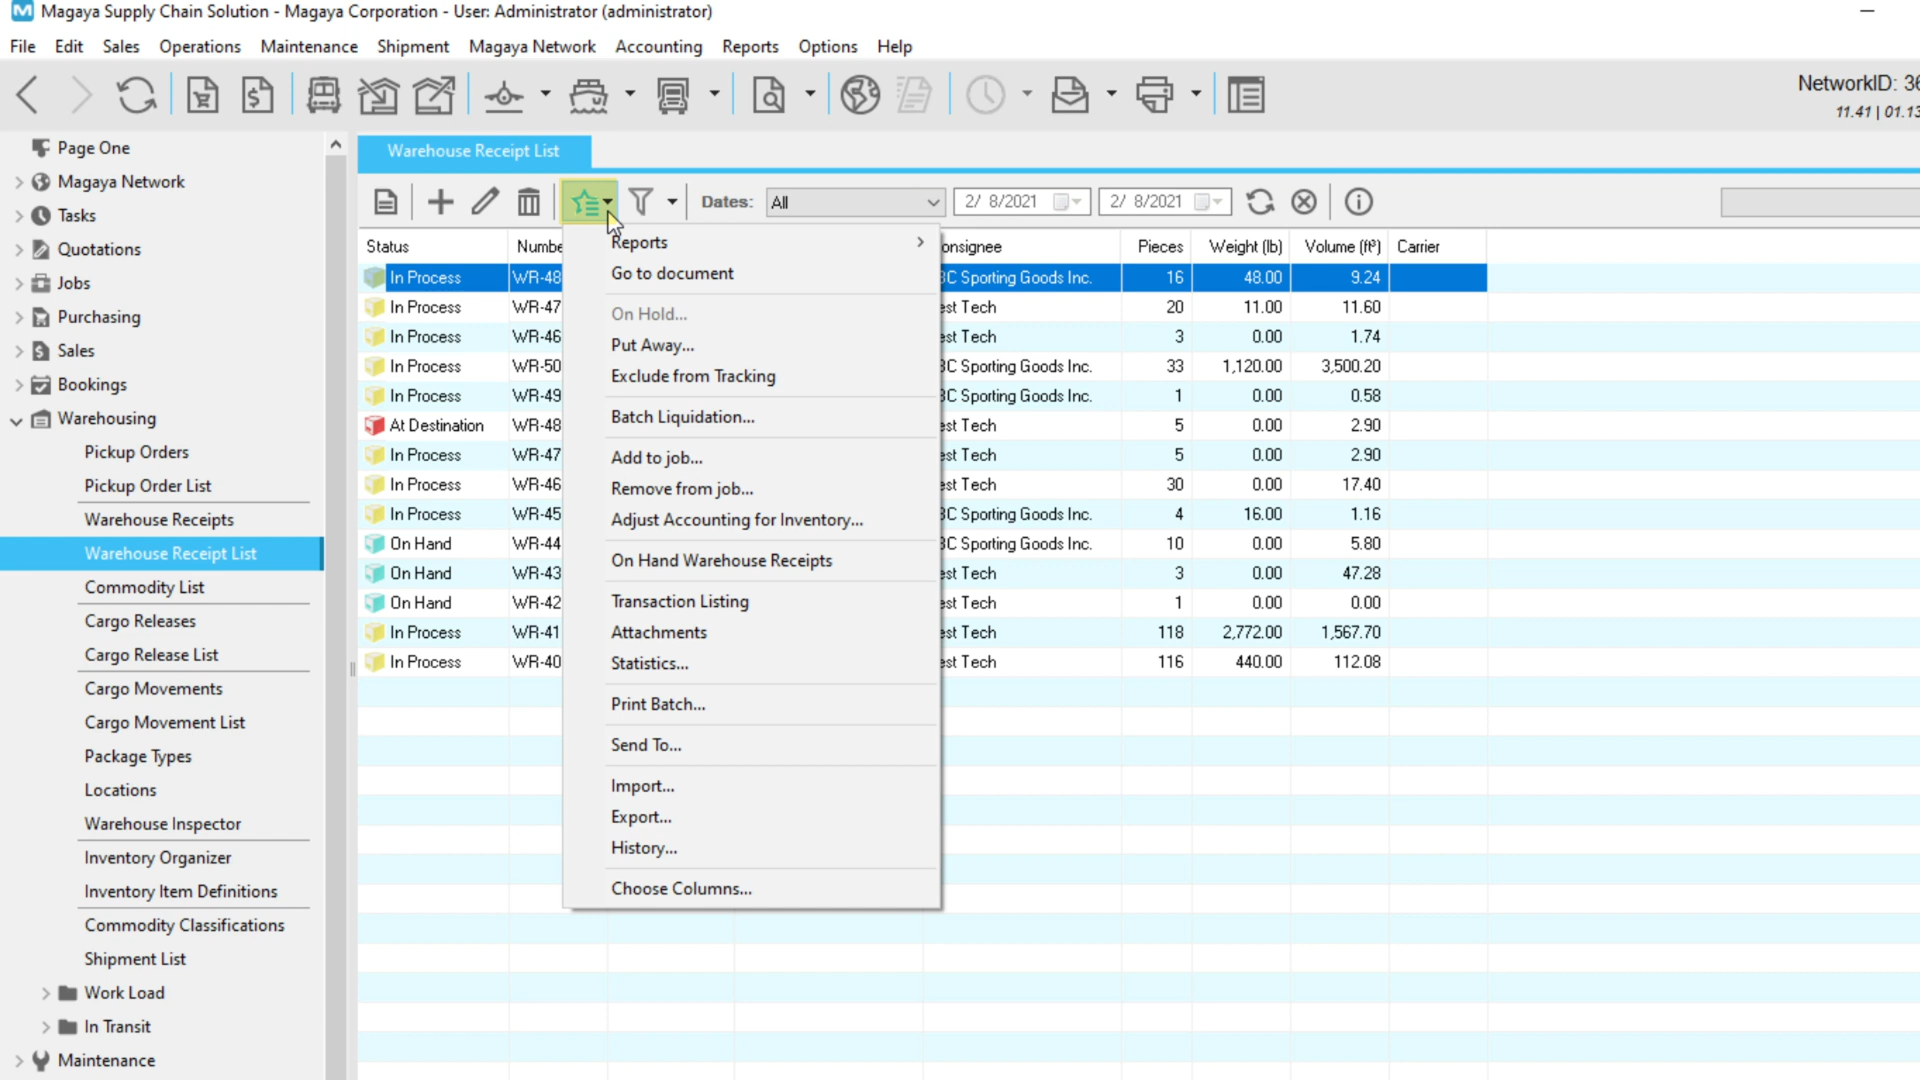 Magaya Supply Chain Solution - Magaya Corporation - User: Administrator (administrator)
File Edit Sales Operations Maintenance Shipment Magaya Network Accounting Reports Options Help
NetworkID: 36
11.41 | 01.13
Page One
Magaya Network
Tasks
Quotations
Jobs
Purchasing
Sales
Bookings
Warehousing
Pickup Orders
Pickup Order List
Warehouse Receipts
Warehouse Receipt List
Commodity List
Cargo Releases
Cargo Release List
Cargo Movements
Cargo Movement List
Package Types
Locations
Warehouse Inspector
Inventory Organizer
Inventory Item Definitions
Commodity Classifications
Shipment List
Work Load
In Transit
Maintenance
Warehouse Receipt List
Dates: All 2/ 8/2021 2/ 8/2021
Status Numbe onsignee Pieces Weight (lb) Volume (ft³) Carrier
In Process WR-48 BC Sporting Goods Inc. 16 48.00 9.24
In Process WR-47 est Tech 20 11.00 11.60
In Process WR-46 est Tech 3 0.00 1.74
In Process WR-50 BC Sporting Goods Inc. 33 1,120.00 3,500.20
In Process WR-49 BC Sporting Goods Inc. 1 0.00 0.58
At Destination WR-48 est Tech 5 0.00 2.90
In Process WR-47 est Tech 5 0.00 2.90
In Process WR-46 est Tech 30 0.00 17.40
In Process WR-45 BC Sporting Goods Inc. 4 16.00 1.16
On Hand WR-44 BC Sporting Goods Inc. 10 0.00 5.80
On Hand WR-43 est Tech 3 0.00 47.28
On Hand WR-42 est Tech 1 0.00 0.00
In Process WR-41 est Tech 118 2,772.00 1,567.70
In Process WR-40 est Tech 116 440.00 112.08
Reports
Go to document
On Hold...
Put Away...
Exclude from Tracking
Batch Liquidation...
Add to job...
Remove from job...
Adjust Accounting for Inventory...
On Hand Warehouse Receipts
Transaction Listing
Attachments
Statistics...
Print Batch...
Send To...
Import...
Export...
History...
Choose Columns...